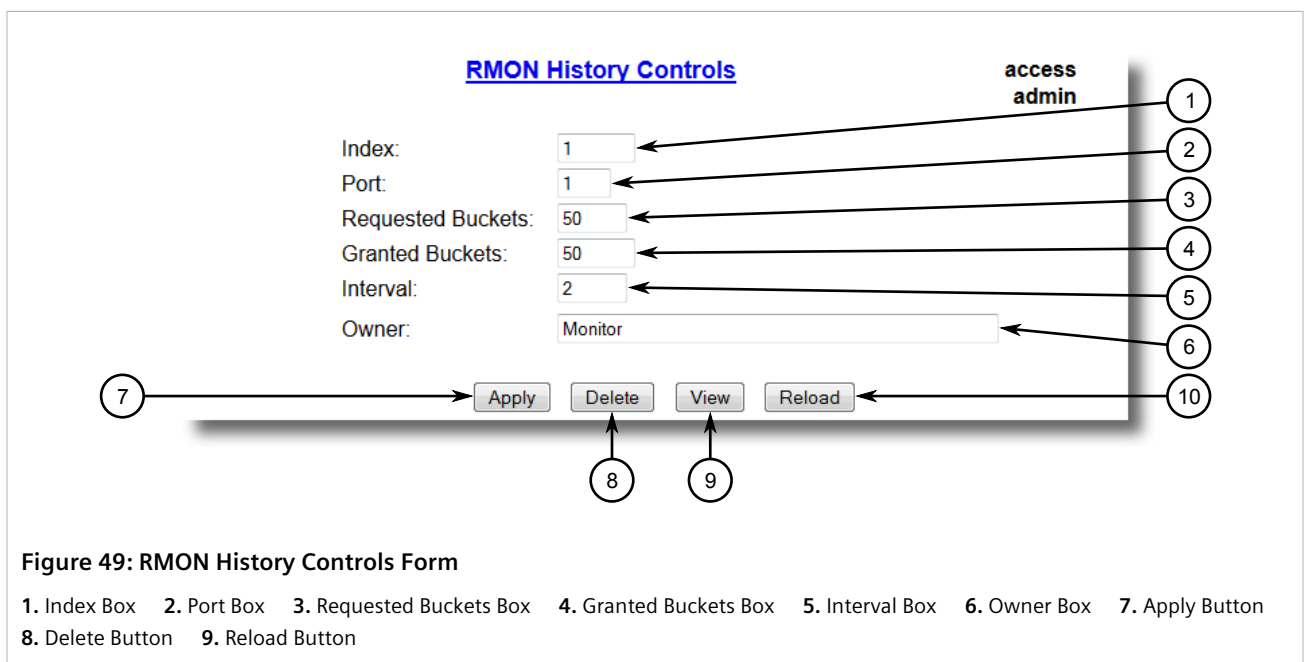 RMON History Controls
access
admin
1
Index: 1
2
Port: 1
3
Requested Buckets: 50
4
Granted Buckets: 50
Interval: 2
5
Owner: Monitor
6
7
Apply Delete View Reload
10
8 9
Figure 49: RMON History Controls Form
1. Index Box 2. Port Box 3. Requested Buckets Box 4. Granted Buckets Box 5. Interval Box 6. Owner Box 7. Apply Button
8. Delete Button 9. Reload Button